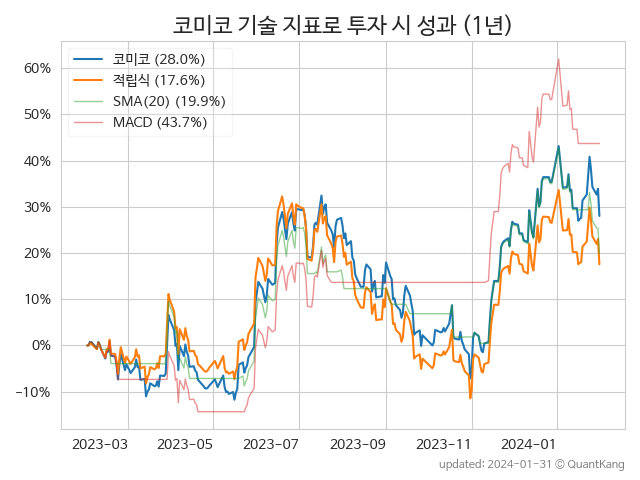 코미코 기술 지표로 투자 시 성과 (1년)
코미코 (28.0%)
적립식 (17.6%)
SMA(20) (19.9%)
MACD (43.7%)
60%
50%
40%
30%
20%
10%
0%
−10%
2023-03
2023-05
2023-07
2023-09
2023-11
2024-01
updated: 2024-01-31 © QuantKang